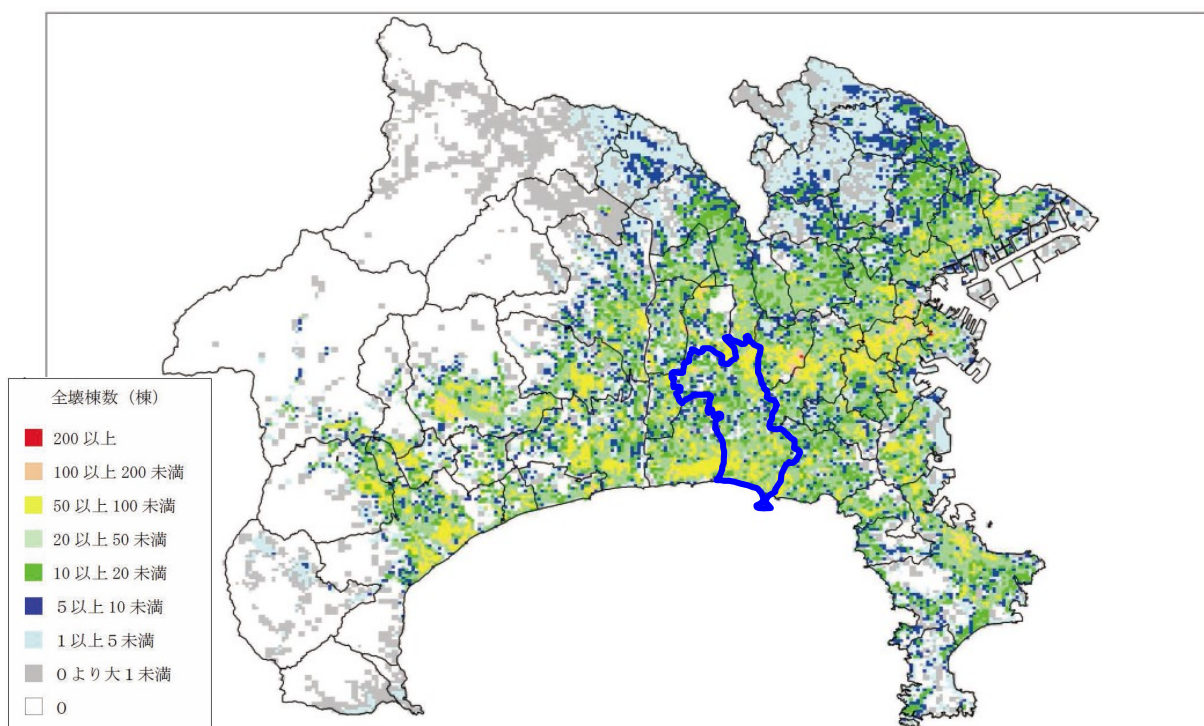 全壊棟数（棟）
200 以上
100 以上 200 未満
50 以上 100 未満
20 以上 50 未満
10 以上 20 未満
５以上 10 未満
１以上５未満
０より大１未満
０